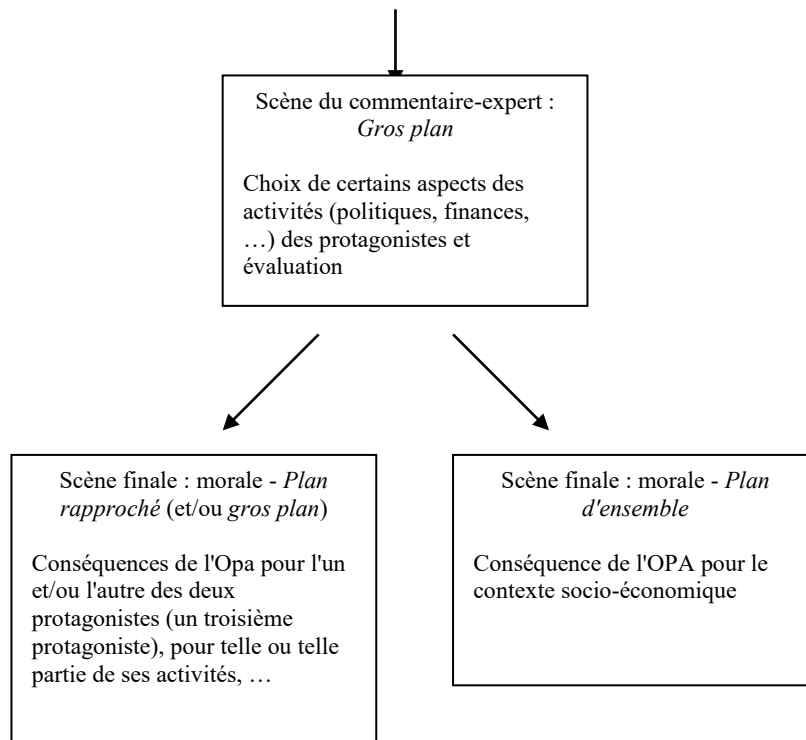 Scène du commentaire-expert :
Gros plan
Choix de certains aspects des
activités (politiques, finances,
…) des protagonistes et
évaluation
Scène finale : morale - Plan
rapproché (et/ou gros plan)
Conséquences de l'Opa pour l'un
et/ou l'autre des deux
protagonistes (un troisième
protagoniste), pour telle ou telle
partie de ses activités, …
Scène finale : morale - Plan
d'ensemble
Conséquence de l'OPA pour le
contexte socio-économique